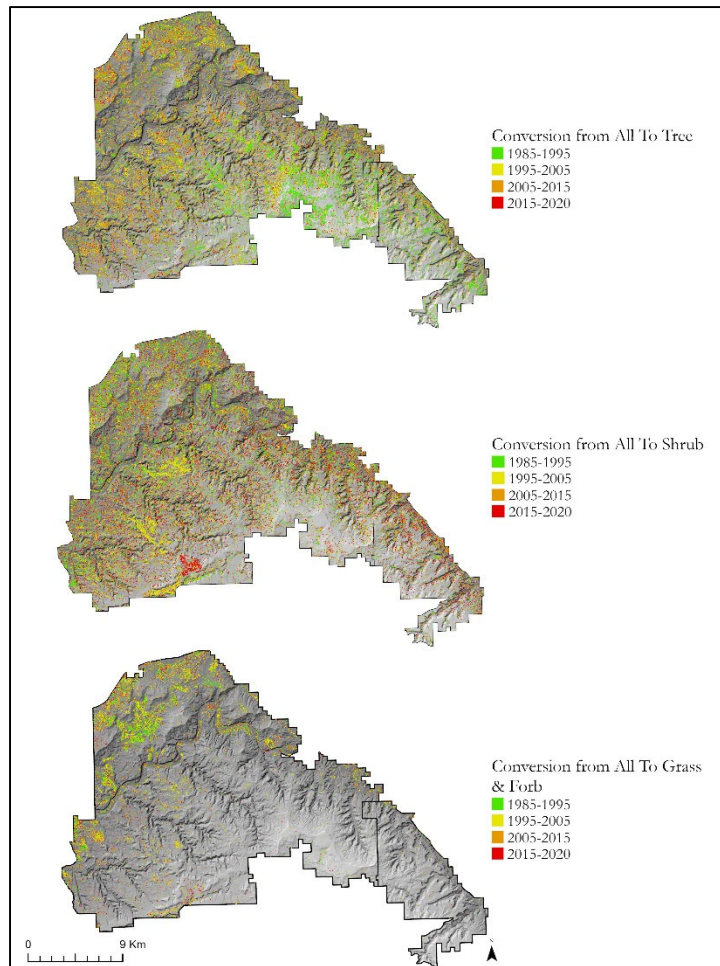 Conversion from All To Tree
1985-1995
1995-2005
2005-2015
2015-2020
Conversion from All To Shrub
1985-1995
1995-2005
2005-2015
2015-2020
Conversion from All To Grass
& Forb
1985-1995
1995-2005
2005-2015
2015-2020
0 9 Km
N